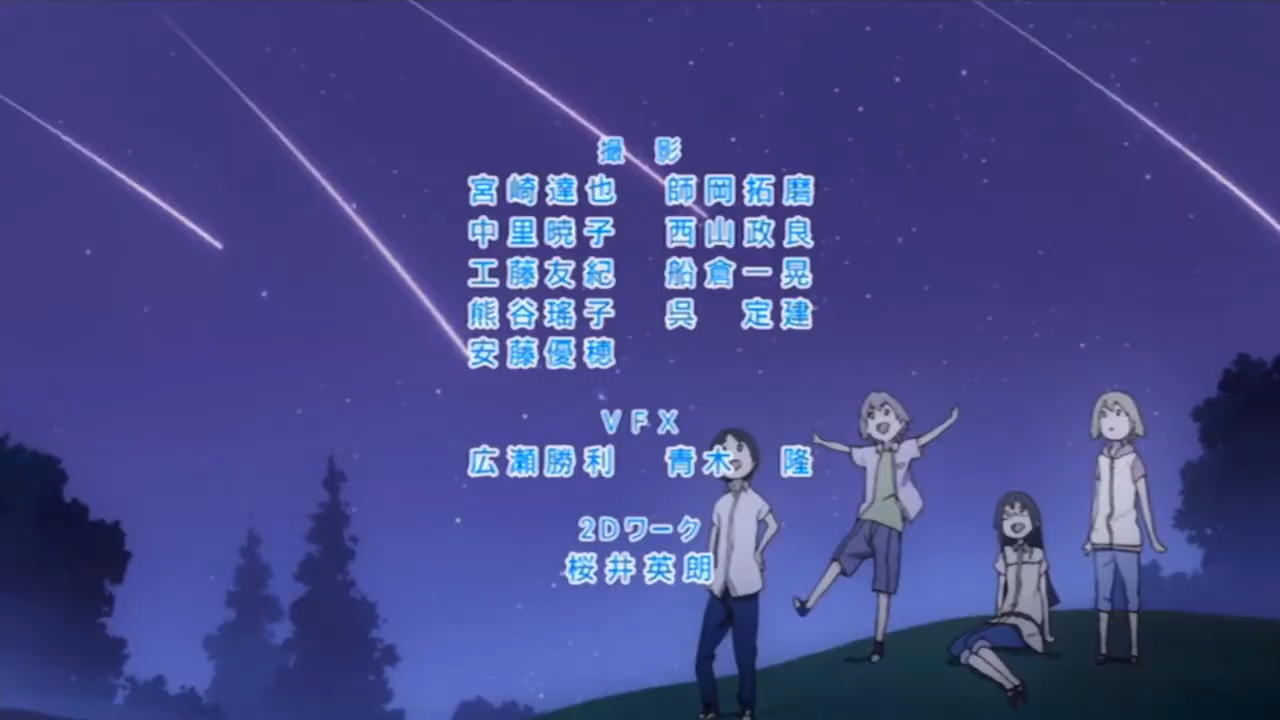 撮 影
宮崎達也 師岡拓磨
中里暁子 西山政良
工藤友紀 船倉一晃
熊谷瑤子 呉 定建
安藤優穂
VFX
広瀬勝利 青木 隆
2Dワーク
桜井英朗